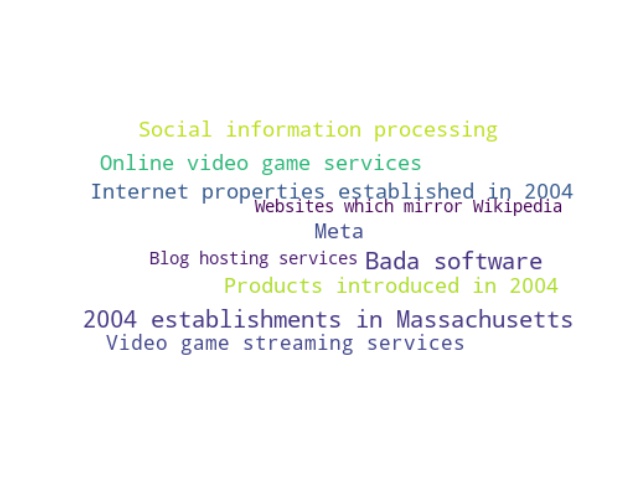 Social information processing
Online video game services
Internet properties established in 2004
Websites which mirror Wikipedia
Meta
Blog hosting services
Bada software
Products introduced in 2004
2004 establishments in Massachusetts
Video game streaming services